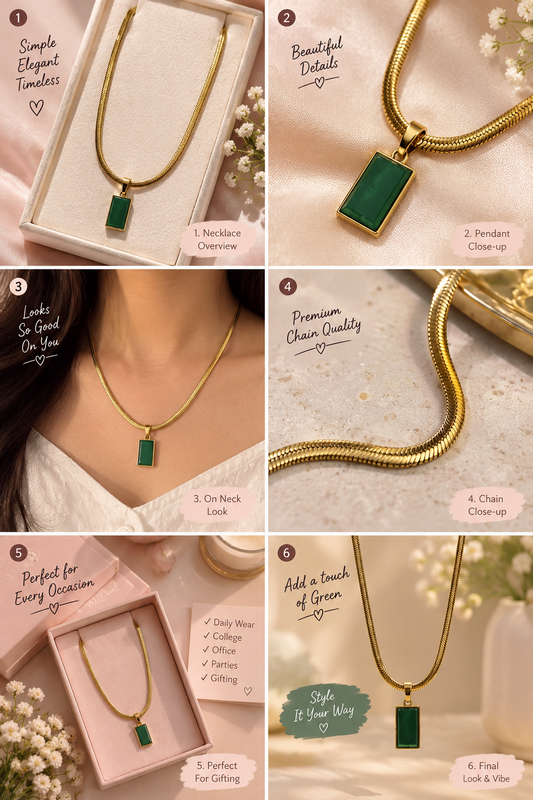 1
Simple
Elegant
Timeless
1. Necklace
Overview
2
Beautiful
Details
2. Pendant
Close-up
3
Looks
So Good
On You
3. On Neck
Look
4
Premium
Chain Quality
4. Chain
Close-up
5
Perfect for
Every Occasion
✓ Daily Wear
✓ College
✓ Office
✓ Parties
✓ Gifting
5. Perfect
For Gifting
6
Add a touch
of Green
Style
It Your Way
6. Final
Look & Vibe